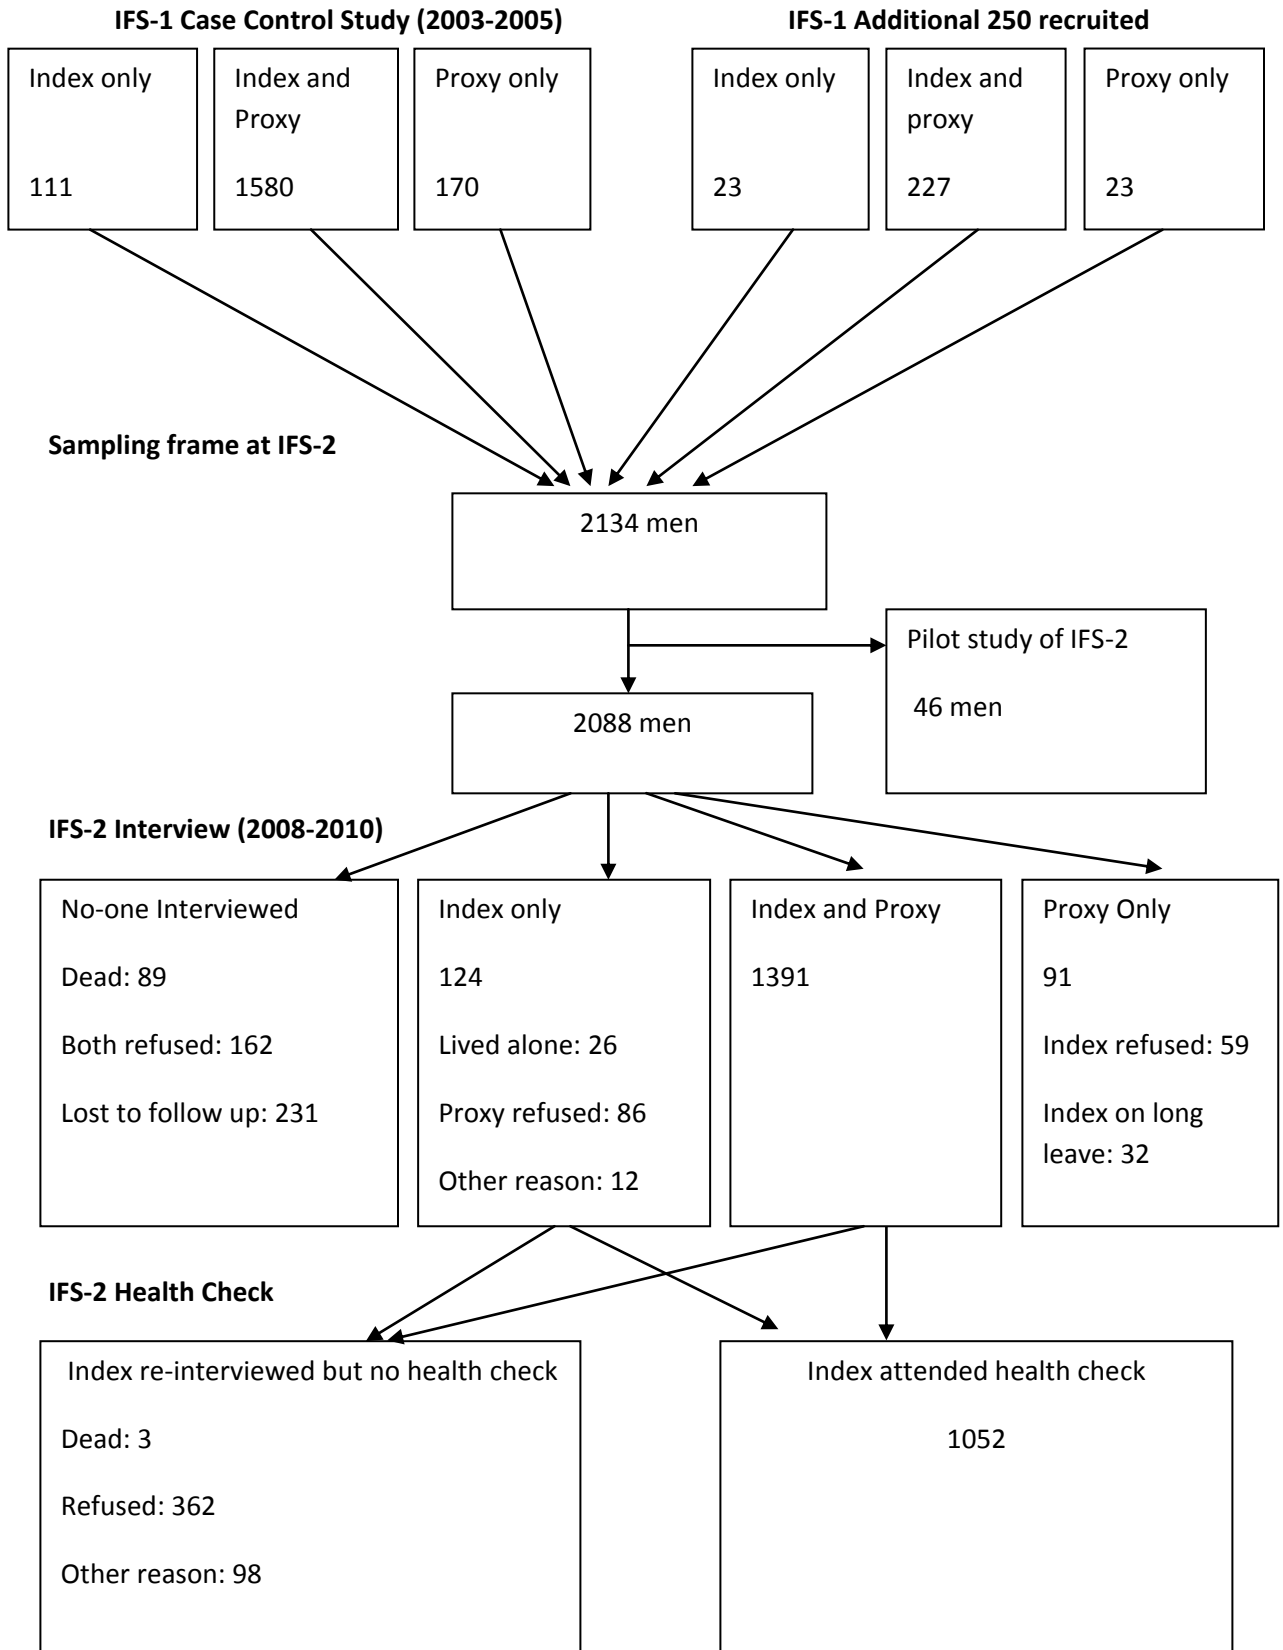 IFS-1 Case Control Study (2003-2005)
IFS-1 Additional 250 recruited
Index only
111
Index and
Proxy
1580
Proxy only
170
Index only
23
Index and
proxy
227
Proxy only
23
Sampling frame at IFS-2
2134 men
Pilot study of IFS-2
46 men
2088 men
IFS-2 Interview (2008-2010)
No-one Interviewed
Dead: 89
Both refused: 162
Lost to follow up: 231
Index only
124
Lived alone: 26
Proxy refused: 86
Other reason: 12
Index and Proxy
1391
Proxy Only
91
Index refused: 59
Index on long
leave: 32
IFS-2 Health Check
Index re-interviewed but no health check
Dead: 3
Refused: 362
Other reason: 98
Index attended health check
1052